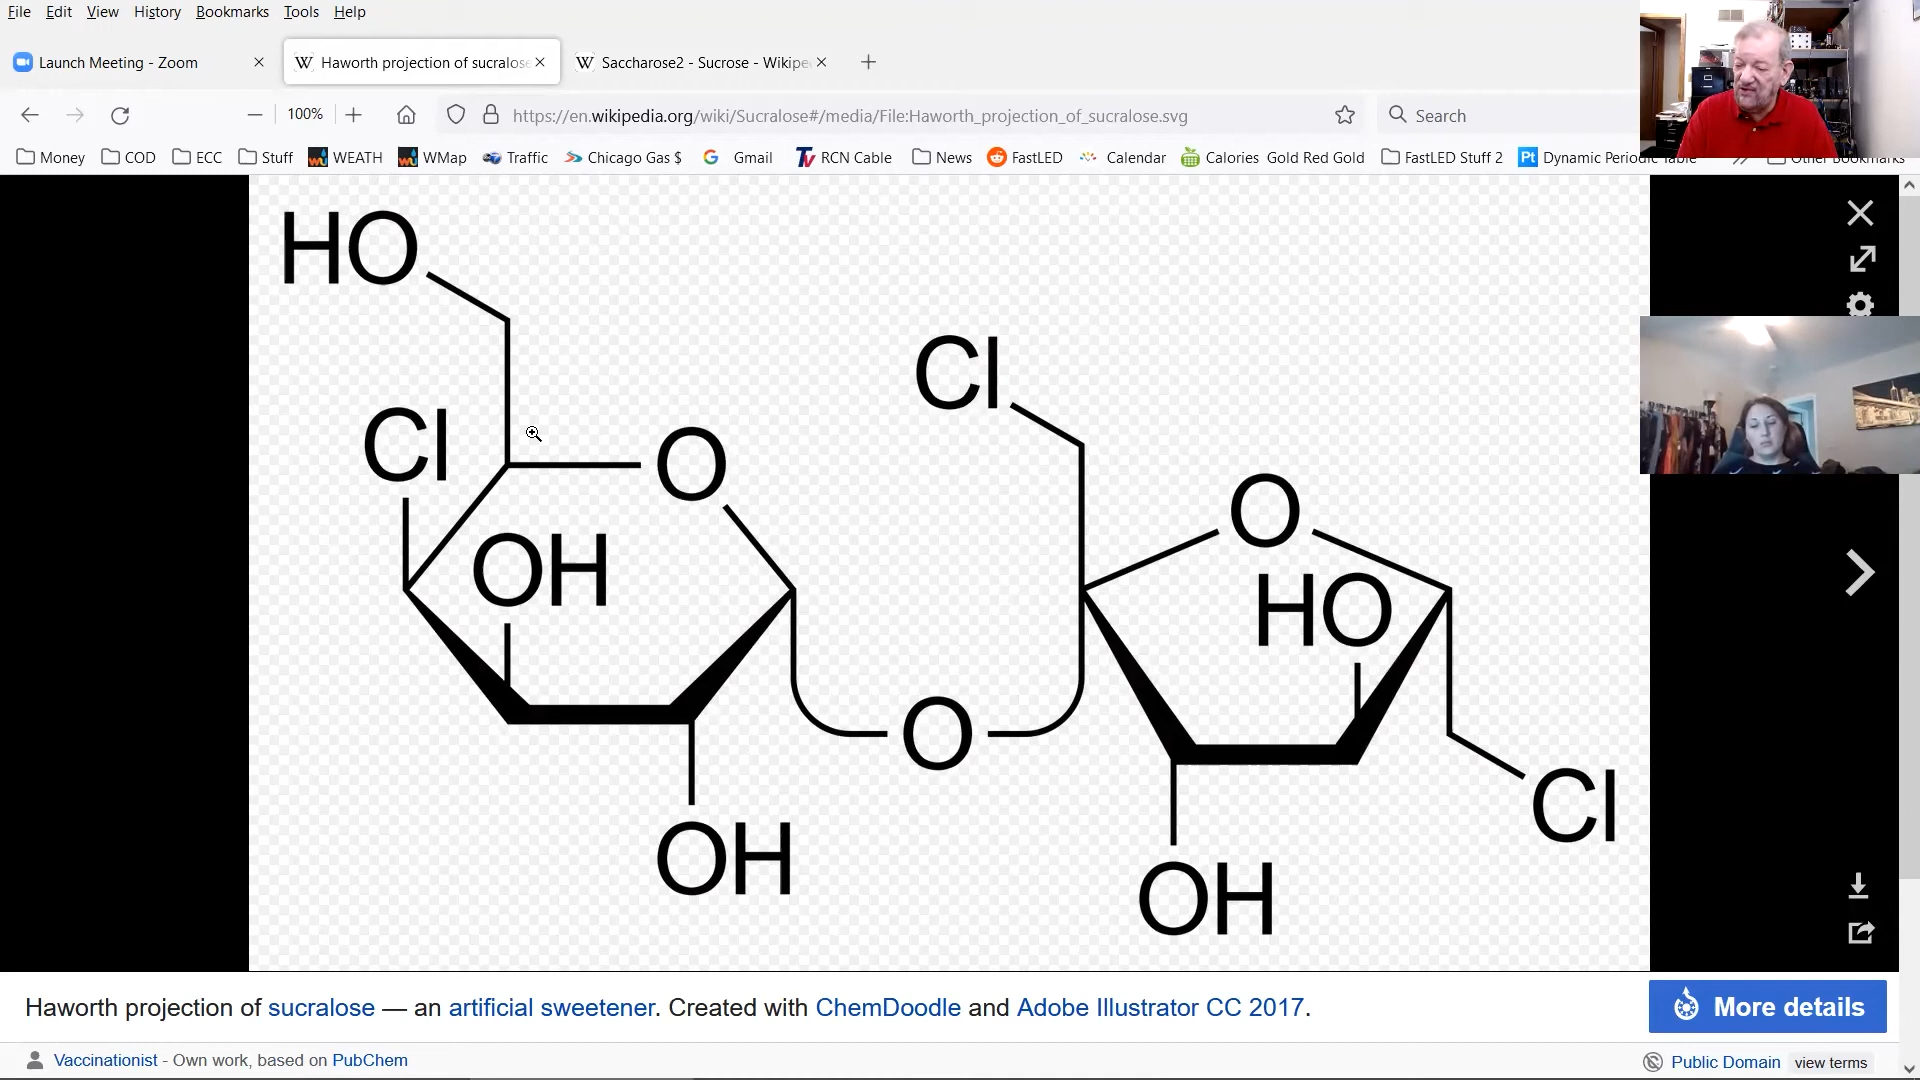 File Edit View History Bookmarks Tools Help
Launch Meeting - Zoom
Haworth projection of sucralose
Saccharose2 - Sucrose - Wikipe
100%
https://en.wikipedia.org/wiki/Sucralose#/media/File:Haworth_projection_of_sucralose.svg
Search
Money COD ECC Stuff WEATH WMap Traffic Chicago Gas $ Gmail RCN Cable News FastLED Calendar Calories Gold Red Gold FastLED Stuff 2 Dynamic Periodic Table Other Bookmarks
HO
Cl
Cl
O
O
OH
HO
O
Cl
OH
OH
Haworth projection of sucralose — an artificial sweetener. Created with ChemDoodle and Adobe Illustrator CC 2017.
More details
Vaccinationist - Own work, based on PubChem
Public Domain view terms